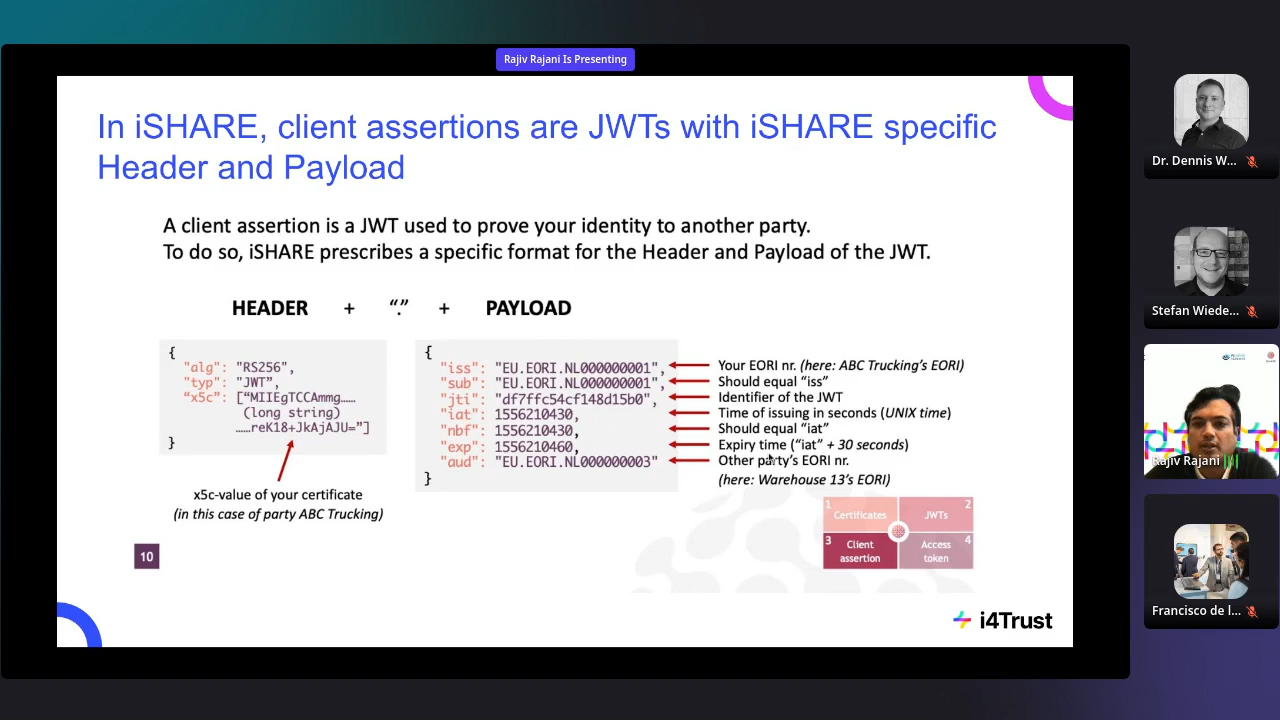 Rajiv Rajani Is Presenting
In iSHARE, client assertions are JWTs with iSHARE specific
Header and Payload
A client assertion is a JWT used to prove your identity to another party.
To do so, iSHARE prescribes a specific format for the Header and Payload of the JWT.
HEADER + “.” + PAYLOAD
{
"alg": "RS256",
"typ": "JWT”,
“x5c": [“MIIEgTCCAmmg……
(long string)
……reK18+JkAjAJU=”]
}
x5c-value of your certificate
(in this case of party ABC Trucking)
{
"iss": "EU.EORI.NL000000001",
"sub": "EU.EORI.NL000000001",
"jti": "df7ffc54cf148d15b0",
"iat": 1556210430,
"nbf": 1556210430,
"exp": 1556210460,
"aud": "EU.EORI.NL000000003"
}
Your EORI nr. (here: ABC Trucking’s EORI)
Should equal “iss”
Identifier of the JWT
Time of issuing in seconds (UNIX time)
Should equal “iat”
Expiry time (“iat” + 30 seconds)
Other party’s EORI nr.
(here: Warehouse 13’s EORI)
1 Certificates
JWTs 2
3 Client
assertion
Access 4
token
10
i4Trust
Dr. Dennis W...
Stefan Wiede...
Rajiv Rajani
Francisco de l...